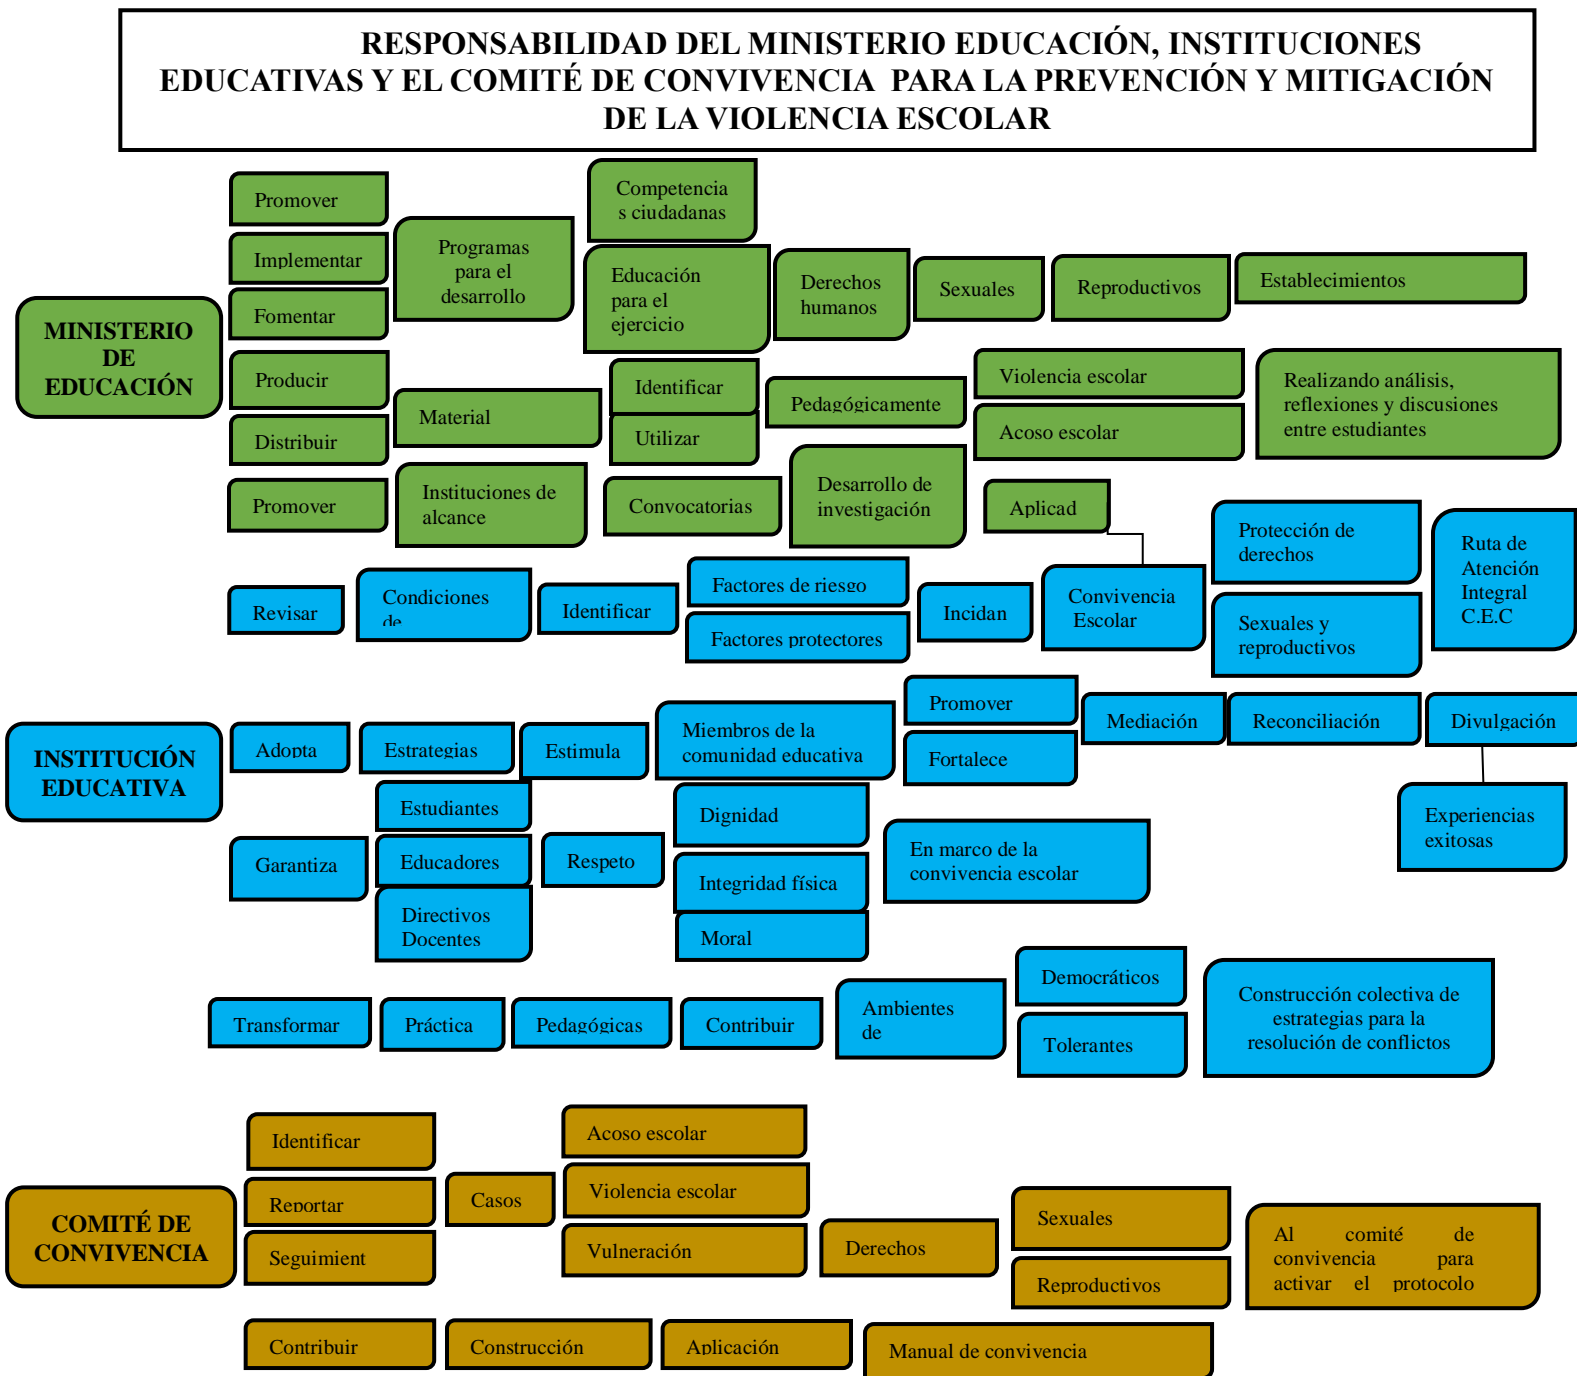 RESPONSABILIDAD DEL MINISTERIO EDUCACIÓN, INSTITUCIONES
EDUCATIVAS Y EL COMITÉ DE CONVIVENCIA PARA LA PREVENCIÓN Y MITIGACIÓN
DE LA VIOLENCIA ESCOLAR
MINISTERIO
DE
EDUCACIÓN
Promover
Implementar
Fomentar
Programas
para el
desarrollo
Competencia
s ciudadanas
Educación
para el
ejercicio
Derechos
humanos
Sexuales
Reproductivos
Establecimientos
Producir
Distribuir
Material
Identificar
Utilizar
Pedagógicamente
Violencia escolar
Acoso escolar
Realizando análisis,
reflexiones y discusiones
entre estudiantes
Promover
Instituciones de
alcance
Convocatorias
Desarrollo de
investigación
Aplicad
INSTITUCIÓN
EDUCATIVA
Revisar
Condiciones
de
Identificar
Factores de riesgo
Factores protectores
Incidan
Convivencia
Escolar
Protección de
derechos
Sexuales y
reproductivos
Ruta de
Atención
Integral
C.E.C
Adopta
Estrategias
Estimula
Miembros de la
comunidad educativa
Promover
Fortalece
Mediación
Reconciliación
Divulgación
Experiencias
exitosas
Garantiza
Estudiantes
Educadores
Directivos
Docentes
Respeto
Dignidad
Integridad física
Moral
En marco de la
convivencia escolar
Transformar
Práctica
Pedagógicas
Contribuir
Ambientes
de
Democráticos
Tolerantes
Construcción colectiva de
estrategias para la
resolución de conflictos
COMITÉ DE
CONVIVENCIA
Identificar
Reportar
Seguimient
Casos
Acoso escolar
Violencia escolar
Vulneración
Derechos
Sexuales
Reproductivos
Al comité de
convivencia para
activar el protocolo
Contribuir
Construcción
Aplicación
Manual de convivencia